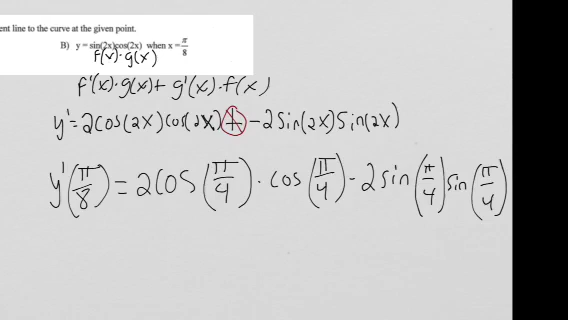 ent line to the curve at the given point.
B) y = sin(2x)cos(2x) when x = π/8
f(x)·g(x)
f'(x)·g(x)+ g'(x)·f(x)
y'=2cos(2x)cos(2x)+-2sin(2x)sin(2x)
y'(π/8) = 2cos(π/4)·cos(π/4)-2sin(π/4)sin(π/4)